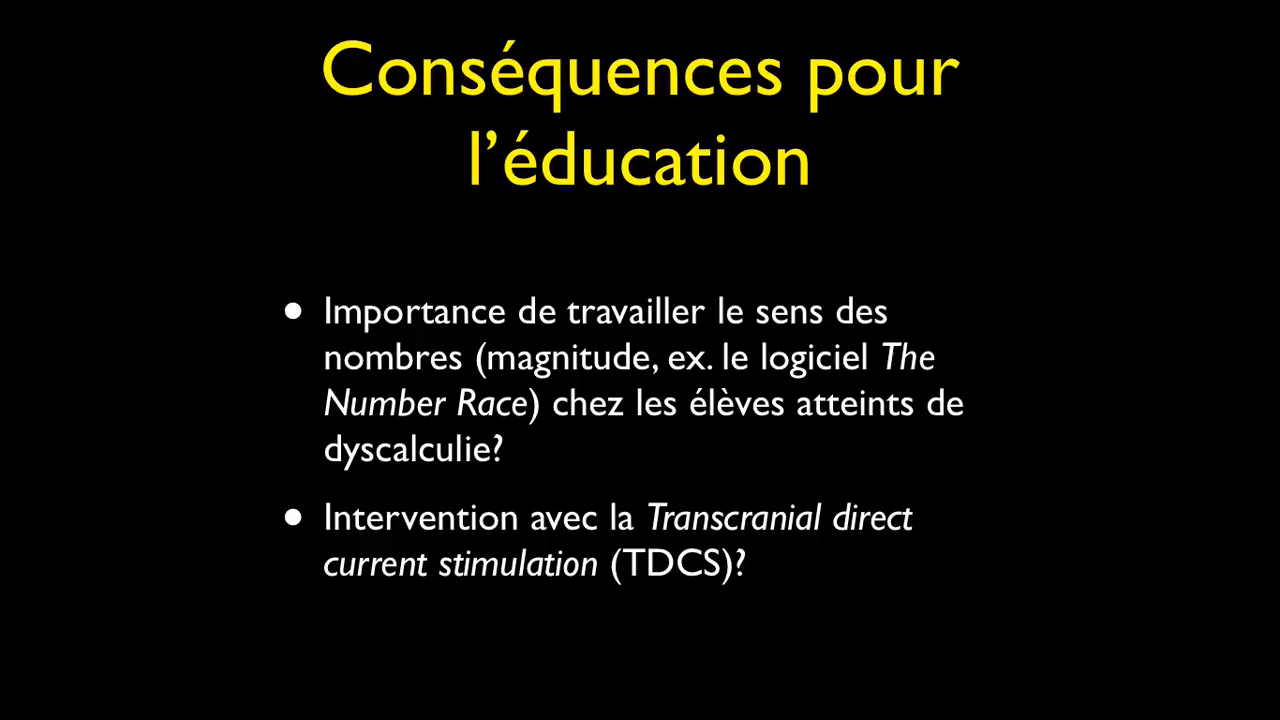 Conséquences pour
l’éducation
• Importance de travailler le sens des
nombres (magnitude, ex. le logiciel The
Number Race) chez les élèves atteints de
dyscalculie?
• Intervention avec la Transcranial direct
current stimulation (TDCS)?